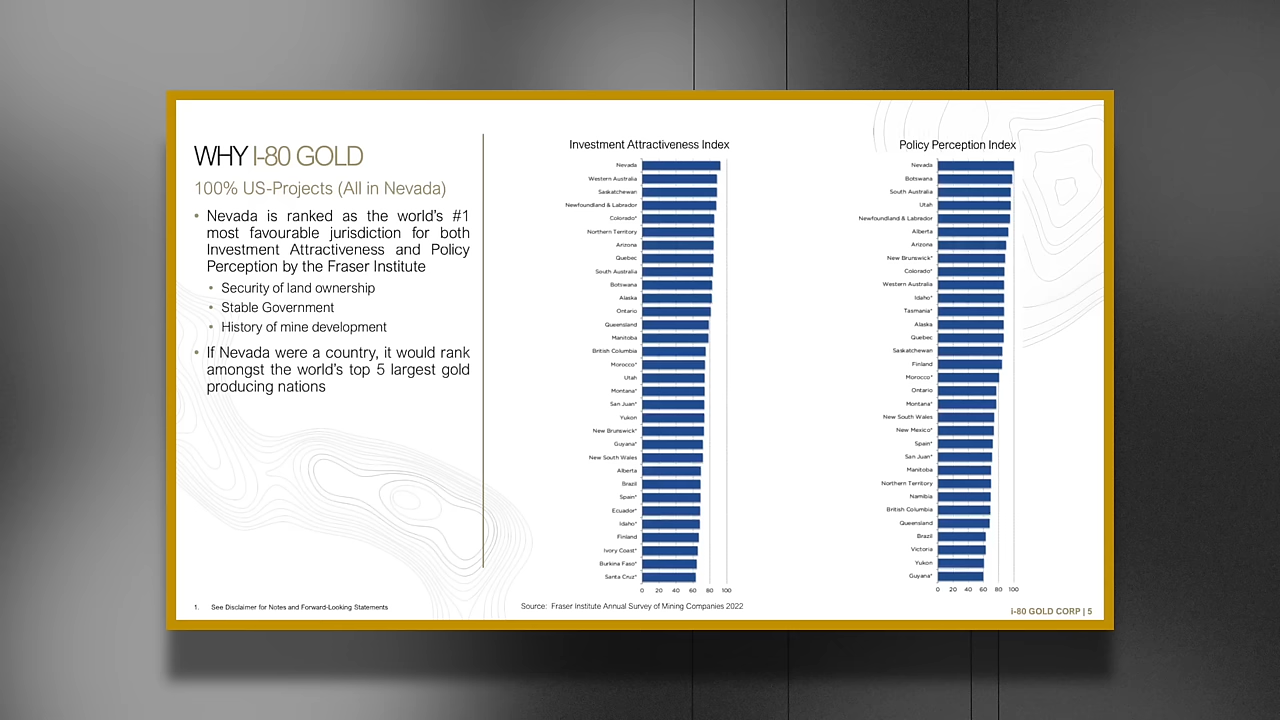 WHY I-80 GOLD
100% US-Projects (All in Nevada)
• Nevada is ranked as the world's #1
most favourable jurisdiction for both
Investment Attractiveness and Policy
Perception by the Fraser Institute
• Security of land ownership
• Stable Government
• History of mine development
• If Nevada were a country, it would rank
amongst the world's top 5 largest gold
producing nations
1. See Disclaimer for Notes and Forward-Looking Statements
Investment Attractiveness Index
Nevada
Western Australia
Saskatchewan
Newfoundland & Labrador
Colorado*
Northern Territory
Arizona
Quebec
South Australia
Botswana
Alaska
Ontario
Queensland
Manitoba
British Columbia
Morocco*
Utah
Montana*
San Juan*
Yukon
New Brunswick*
Guyana*
New South Wales
Alberta
Brazil
Spain*
Ecuador*
Idaho*
Finland
Ivory Coast*
Burkina Faso*
Santa Cruz*
0 20 40 60 80 100
Policy Perception Index
Nevada
Botswana
South Australia
Utah
Newfoundland & Labrador
Alberta
Arizona
New Brunswick*
Colorado*
Western Australia
Idaho*
Tasmania*
Alaska
Quebec
Saskatchewan
Finland
Morocco*
Ontario
Montana*
New South Wales
New Mexico*
Spain*
San Juan*
Manitoba
Northern Territory
Namibia
British Columbia
Queensland
Brazil
Victoria
Yukon
Guyana*
0 20 40 60 80 100
Source: Fraser Institute Annual Survey of Mining Companies 2022
i-80 GOLD CORP | 5